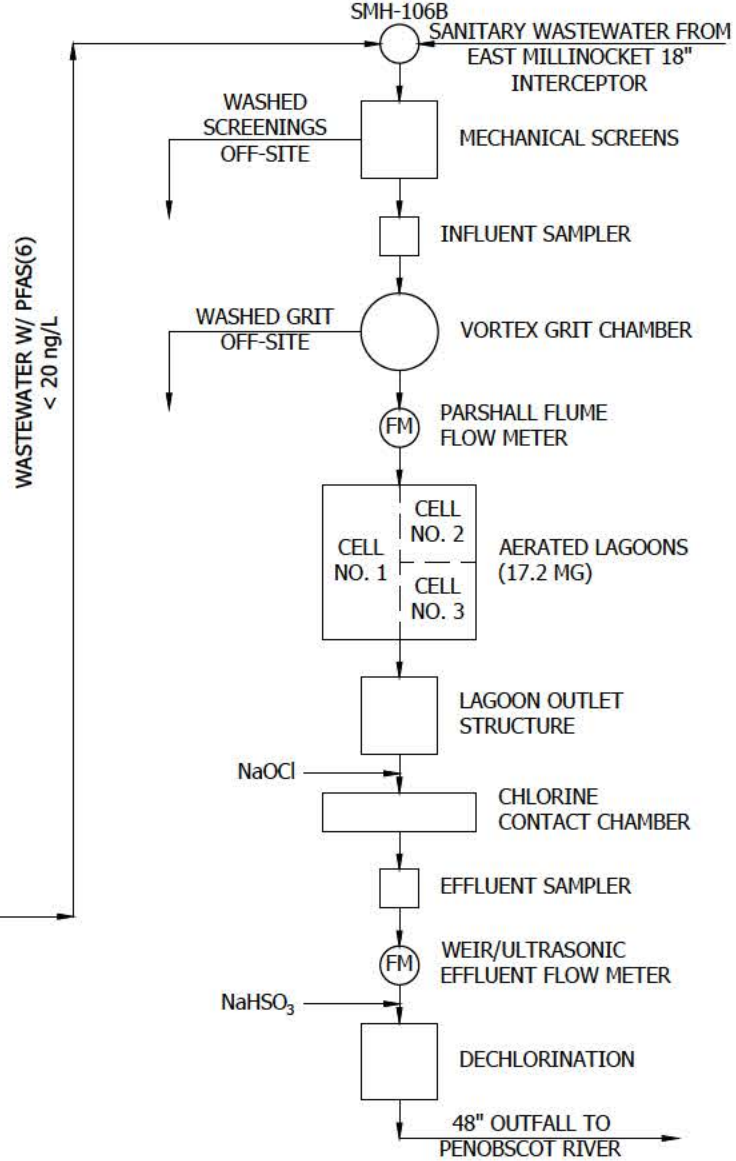 SMH-106B
SANITARY WASTEWATER FROM
EAST MILLINOCKET 18"
INTERCEPTOR
WASHED
SCREENINGS
OFF-SITE
MECHANICAL SCREENS
INFLUENT SAMPLER
WASTEWATER W/ PFAS(6)
< 20 ng/L
WASHED GRIT
OFF-SITE
VORTEX GRIT CHAMBER
FM
PARSHALL FLUME
FLOW METER
CELL
NO. 1
CELL
NO. 2
CELL
NO. 3
AERATED LAGOONS
(17.2 MG)
LAGOON OUTLET
STRUCTURE
NaOCl
CHLORINE
CONTACT CHAMBER
EFFLUENT SAMPLER
FM
WEIR/ULTRASONIC
EFFLUENT FLOW METER
NaHSO₃
DECHLORINATION
48" OUTFALL TO
PENOBSCOT RIVER